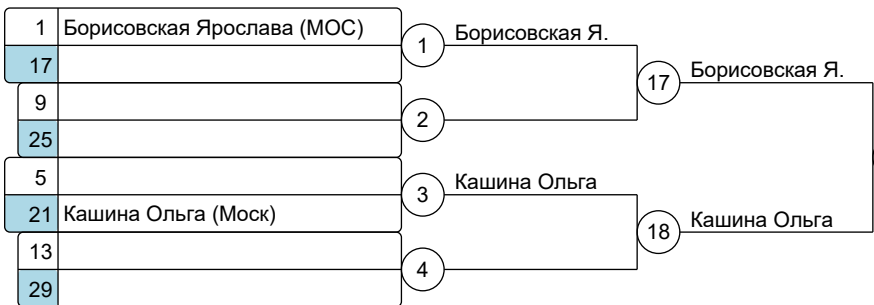 1 Борисовская Ярослава (МОС)
17
1 Борисовская Я.
9
25
2
17 Борисовская Я.
5
21 Кашина Ольга (Моск)
3 Кашина Ольга
13
29
4
18 Кашина Ольга